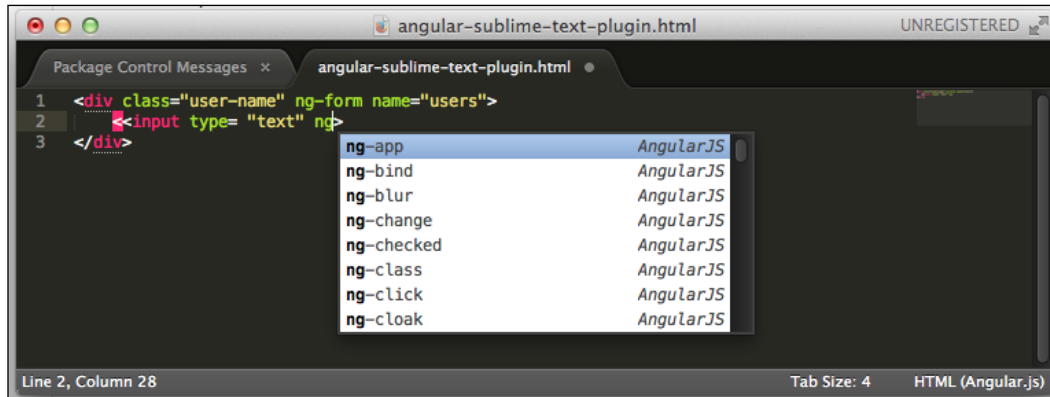 angular-sublime-text-plugin.html UNREGISTERED
Package Control Messages × angular-sublime-text-plugin.html
1 <div class="user-name" ng-form name="users">
2 <<input type= "text" ng>
3 </div>
ng-app AngularJS
ng-bind AngularJS
ng-blur AngularJS
ng-change AngularJS
ng-checked AngularJS
ng-class AngularJS
ng-click AngularJS
ng-cloak AngularJS
Line 2, Column 28 Tab Size: 4 HTML (Angular.js)